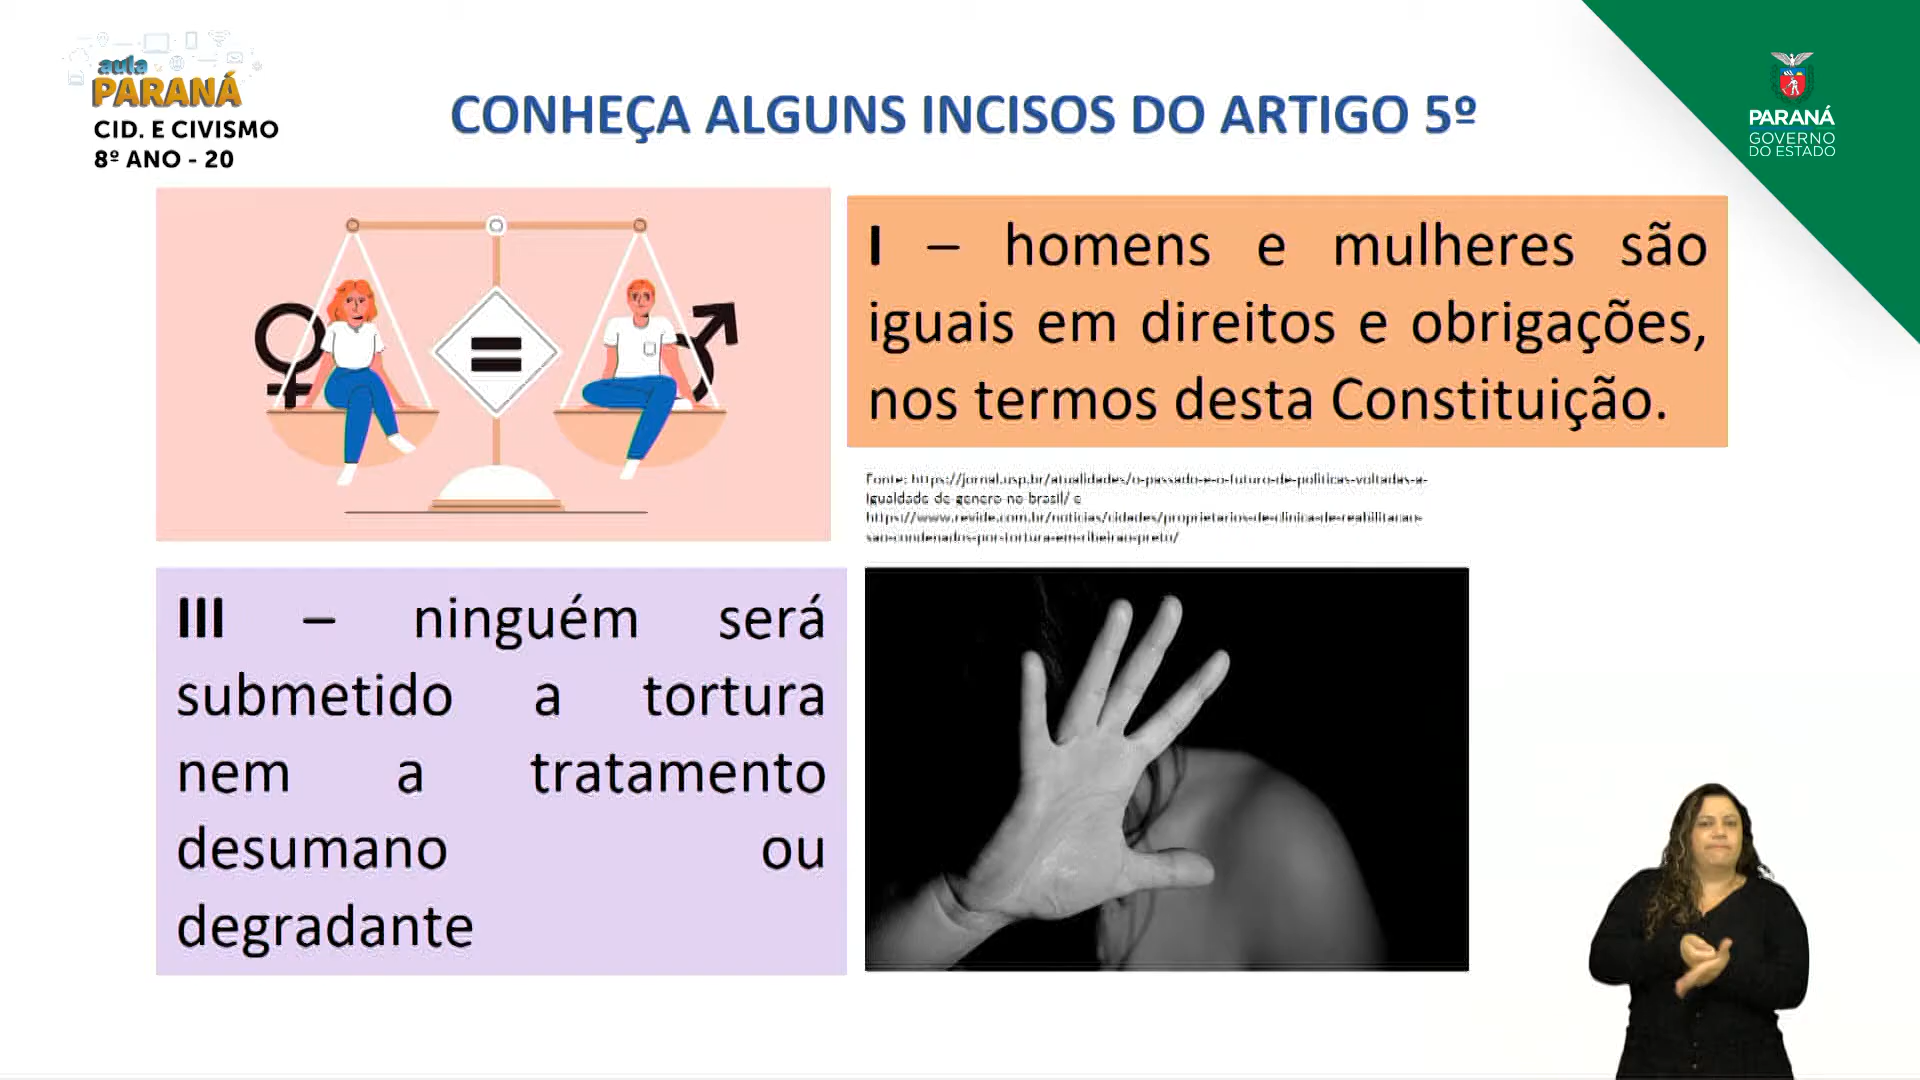 aula
PARANÁ
CID. E CIVISMO
8º ANO - 20
CONHEÇA ALGUNS INCISOS DO ARTIGO 5º
PARANÁ
GOVERNO
DO ESTADO
I – homens e mulheres são
iguais em direitos e obrigações,
nos termos desta Constituição.
Fonte: https://jornal.usp.br/atualidades/o-passado-e-o-futuro-de-politicas-voltadas-a-
igualdade-de-genero-no-brasil/ e
https://www.revide.com.br/noticias/cidades/proprietarios-de-clinica-de-reabilitacao-
sao-condenados-por-tortura-em-ribeirao-preto/
III – ninguém será
submetido a tortura
nem a tratamento
desumano ou
degradante